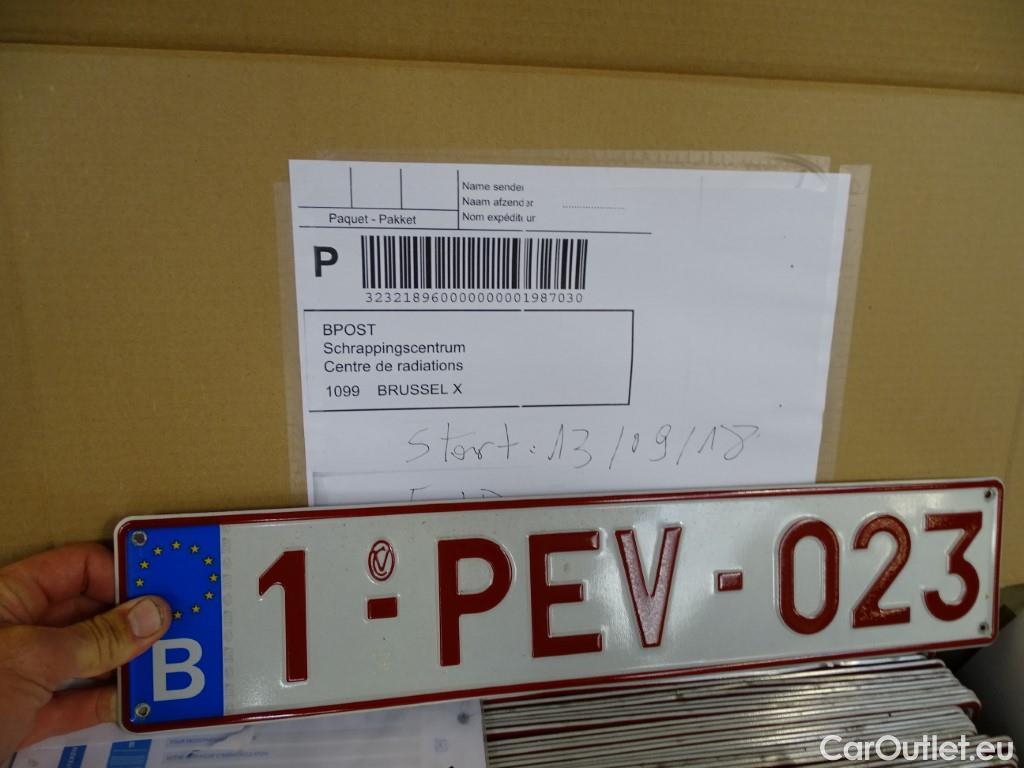 Name sender
Naam afzender
Nom expéditeur
Paquet - Pakket
P
323218960000000001987030
BPOST
Schrappingscentrum
Centre de radiations
1099 BRUSSEL X
Start : 13/09/18
B
1-PEV-023
CarOutlet.eu